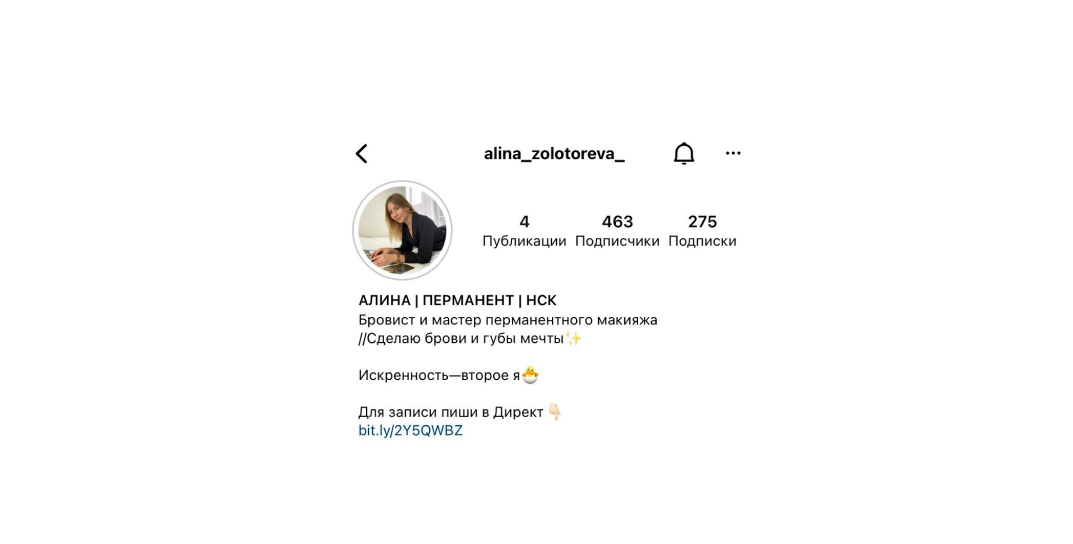 alina_zolotoreva_
4 463 275
Публикации Подписчики Подписки
АЛИНА | ПЕРМАНЕНТ | НСК
Бровист и мастер перманентного макияжа
//Сделаю брови и губы мечты✨
Искренность—второе я🐣
Для записи пиши в Директ 👇🏻
bit.ly/2Y5QWBZ